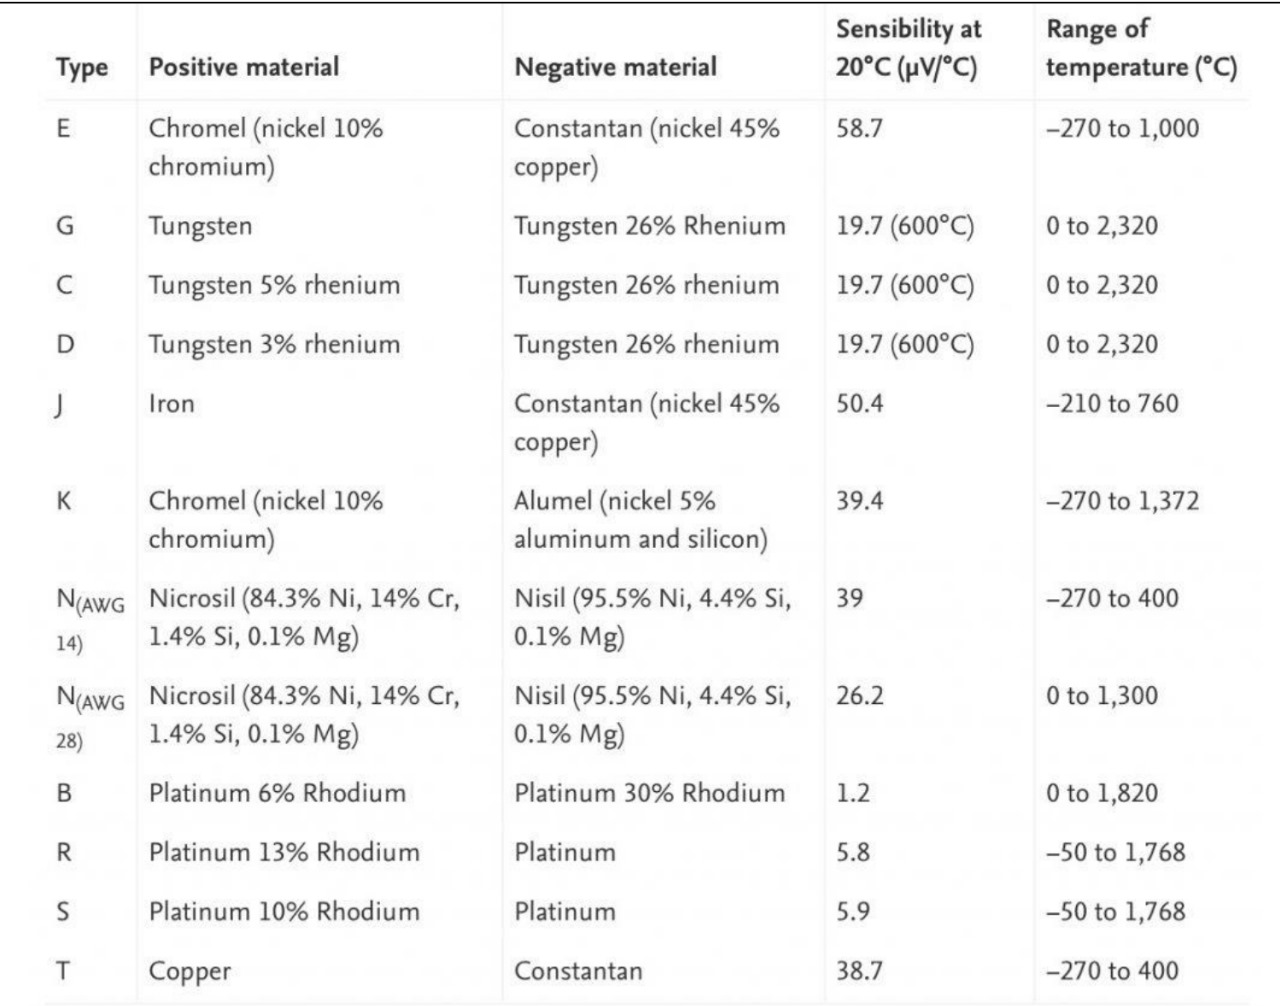 Type Positive material Negative material Sensibility at 20°C (µV/°C) Range of temperature (°C)
E Chromel (nickel 10% chromium) Constantan (nickel 45% copper) 58.7 –270 to 1,000
G Tungsten Tungsten 26% Rhenium 19.7 (600°C) 0 to 2,320
C Tungsten 5% rhenium Tungsten 26% rhenium 19.7 (600°C) 0 to 2,320
D Tungsten 3% rhenium Tungsten 26% rhenium 19.7 (600°C) 0 to 2,320
J Iron Constantan (nickel 45% copper) 50.4 –210 to 760
K Chromel (nickel 10% chromium) Alumel (nickel 5% aluminum and silicon) 39.4 –270 to 1,372
N(AWG 14) Nicrosil (84.3% Ni, 14% Cr, 1.4% Si, 0.1% Mg) Nisil (95.5% Ni, 4.4% Si, 0.1% Mg) 39 –270 to 400
N(AWG 28) Nicrosil (84.3% Ni, 14% Cr, 1.4% Si, 0.1% Mg) Nisil (95.5% Ni, 4.4% Si, 0.1% Mg) 26.2 0 to 1,300
B Platinum 6% Rhodium Platinum 30% Rhodium 1.2 0 to 1,820
R Platinum 13% Rhodium Platinum 5.8 –50 to 1,768
S Platinum 10% Rhodium Platinum 5.9 –50 to 1,768
T Copper Constantan 38.7 –270 to 400